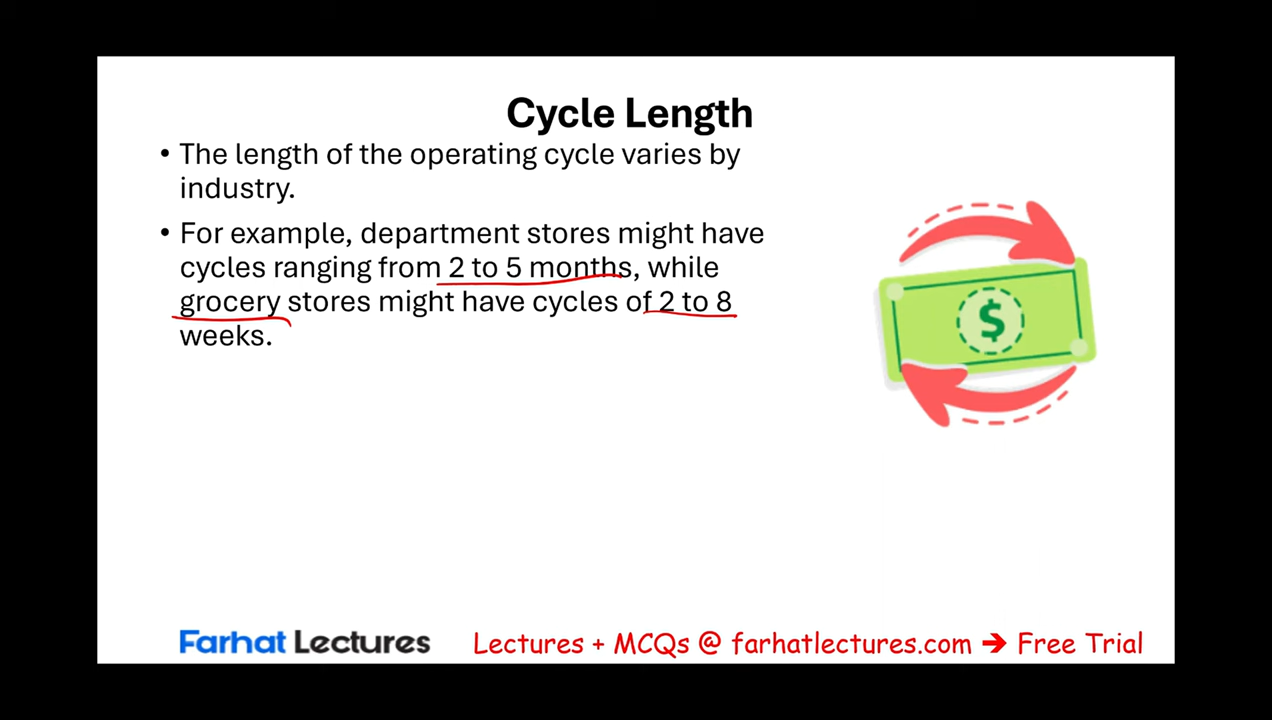 Cycle Length
• The length of the operating cycle varies by
industry.
• For example, department stores might have
cycles ranging from 2 to 5 months, while
grocery stores might have cycles of 2 to 8
weeks.
$
Farhat Lectures
Lectures + MCQs @ farhatlectures.com → Free Trial